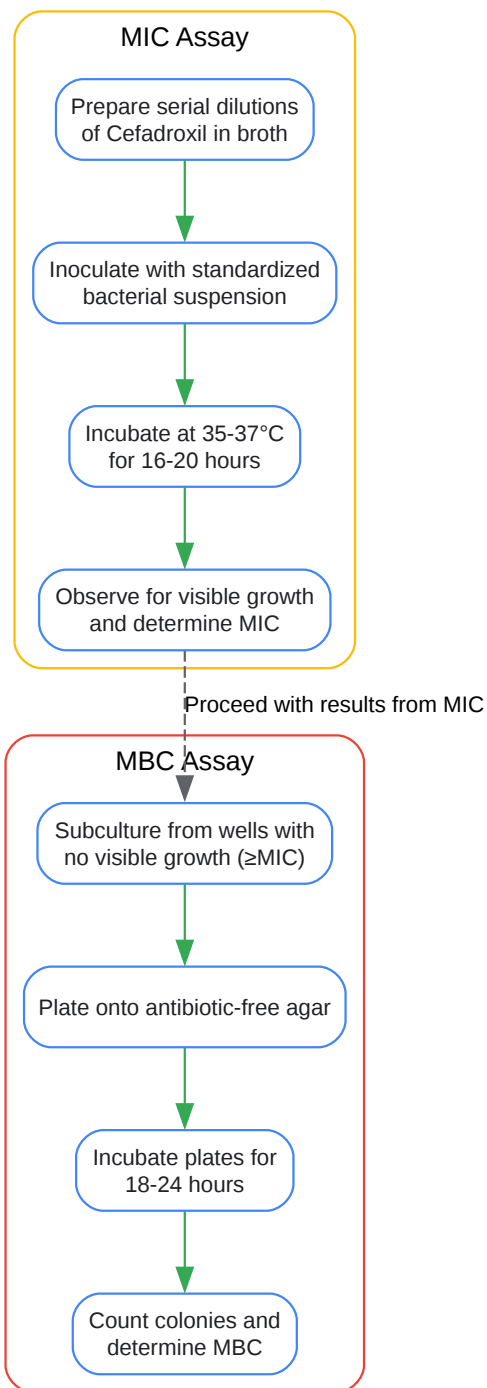 MIC Assay
Prepare serial dilutions
of Cefadroxil in broth
Inoculate with standardized
bacterial suspension
Incubate at 35-37°C
for 16-20 hours
Observe for visible growth
and determine MIC
Proceed with results from MIC
MBC Assay
Subculture from wells with
no visible growth (≥MIC)
Plate onto antibiotic-free agar
Incubate plates for
18-24 hours
Count colonies and
determine MBC